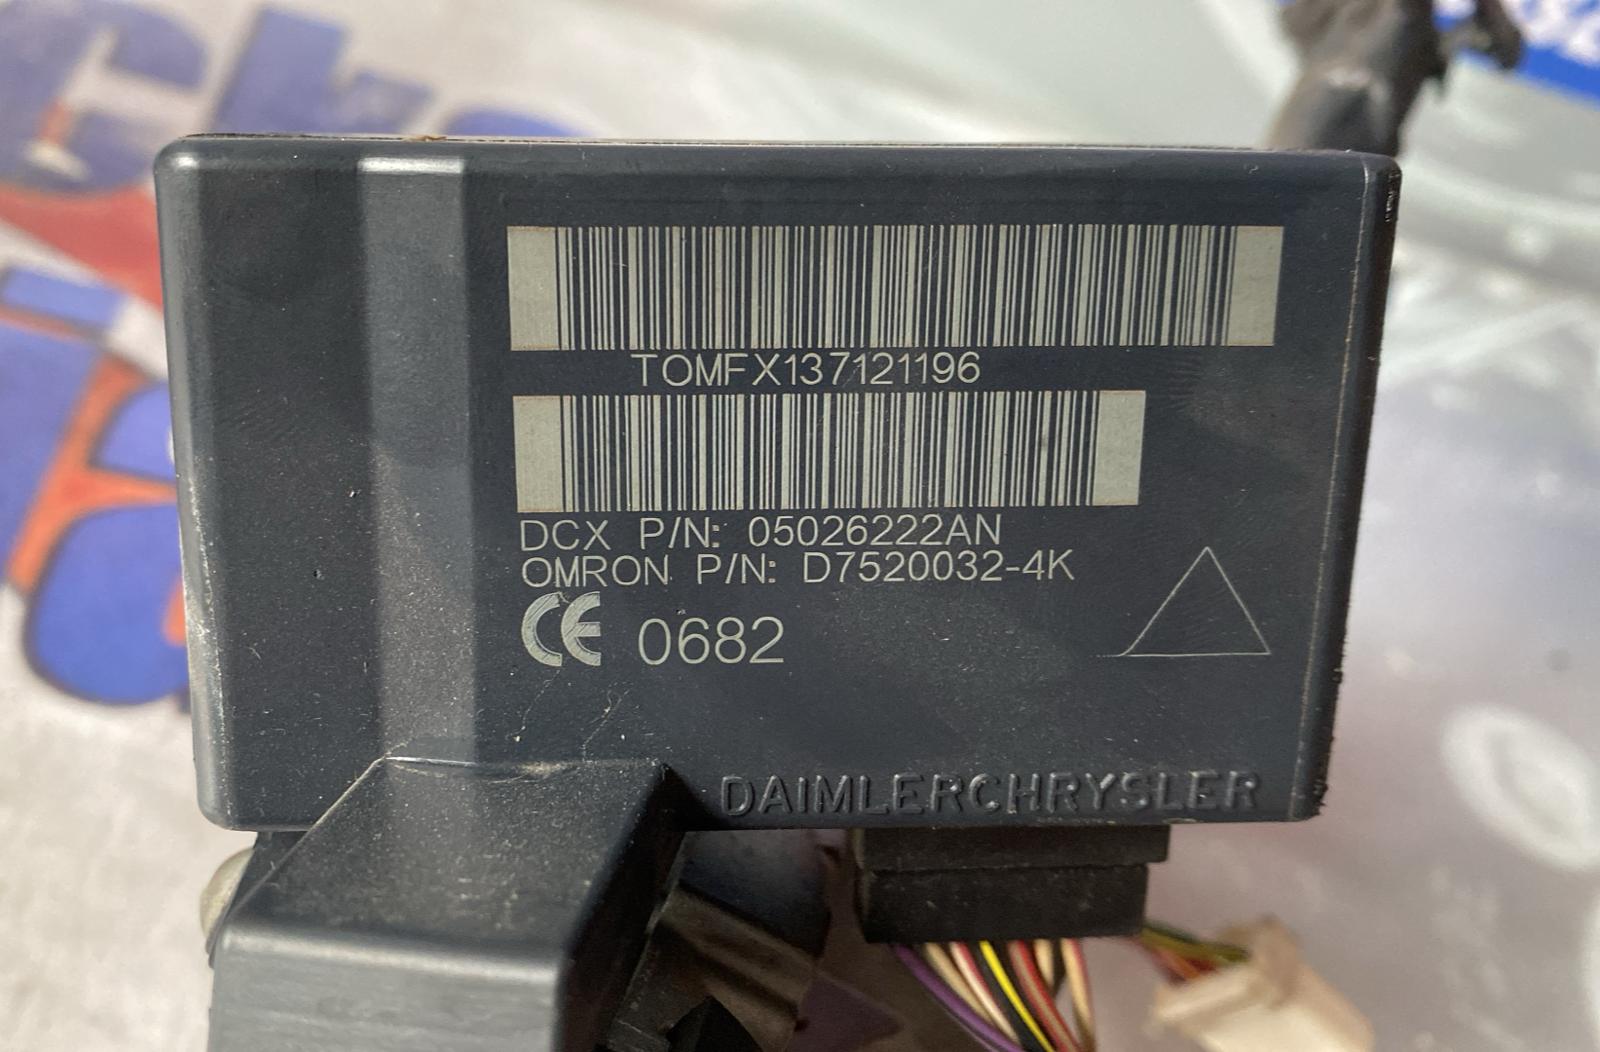 TOMFX137121196
DCX P/N: 05026222AN
OMRON P/N: D7520032-4K
CE 0682
DAIMLERCHRYSLER